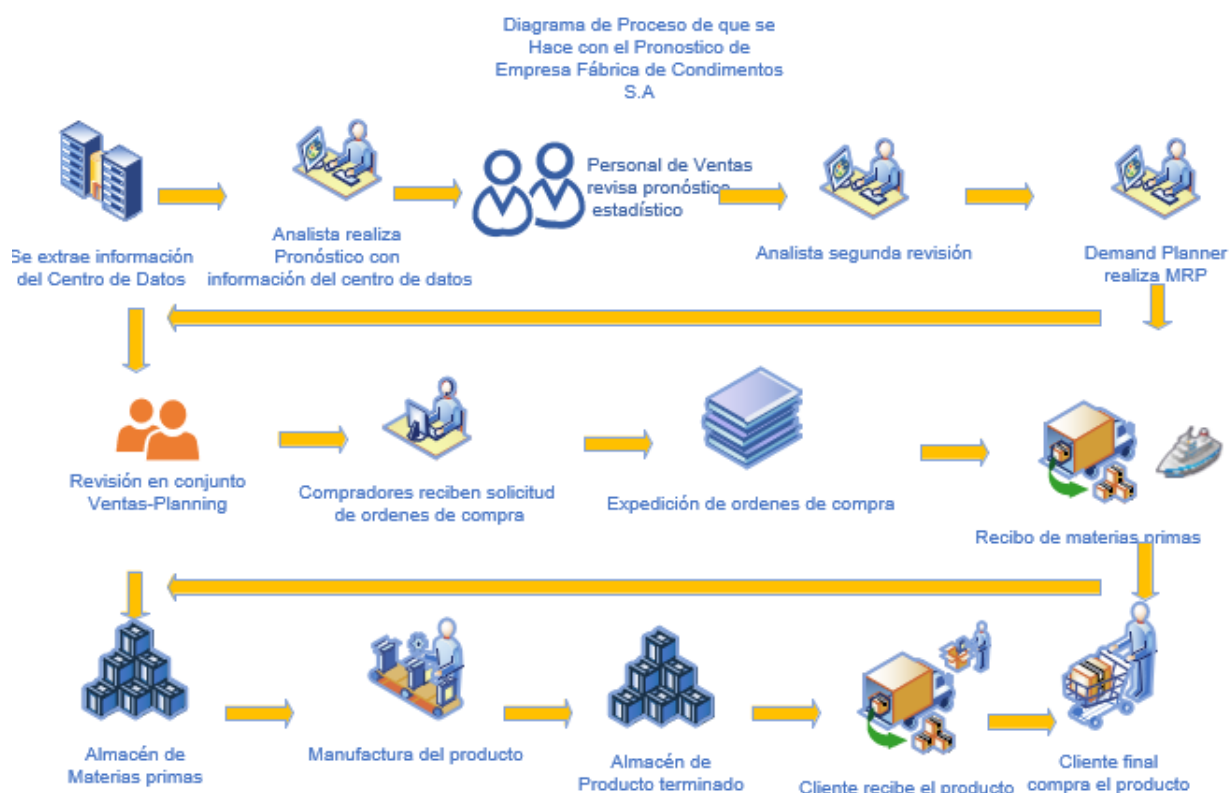 Diagrama de Proceso de que se
Hace con el Pronostico de
Empresa Fábrica de Condimentos
S.A
Se extrae información
del Centro de Datos
Analista realiza
Pronóstico con
información del centro de datos
Personal de Ventas
revisa pronóstico
estadístico
Analista segunda revisión
Demand Planner
realiza MRP
Revisión en conjunto
Ventas-Planning
Compradores reciben solicitud
de ordenes de compra
Expedición de ordenes de compra
Recibo de materias primas
Almacén de
Materias primas
Manufactura del producto
Almacén de
Producto terminado
Cliente recibe el producto
Cliente final
compra el producto